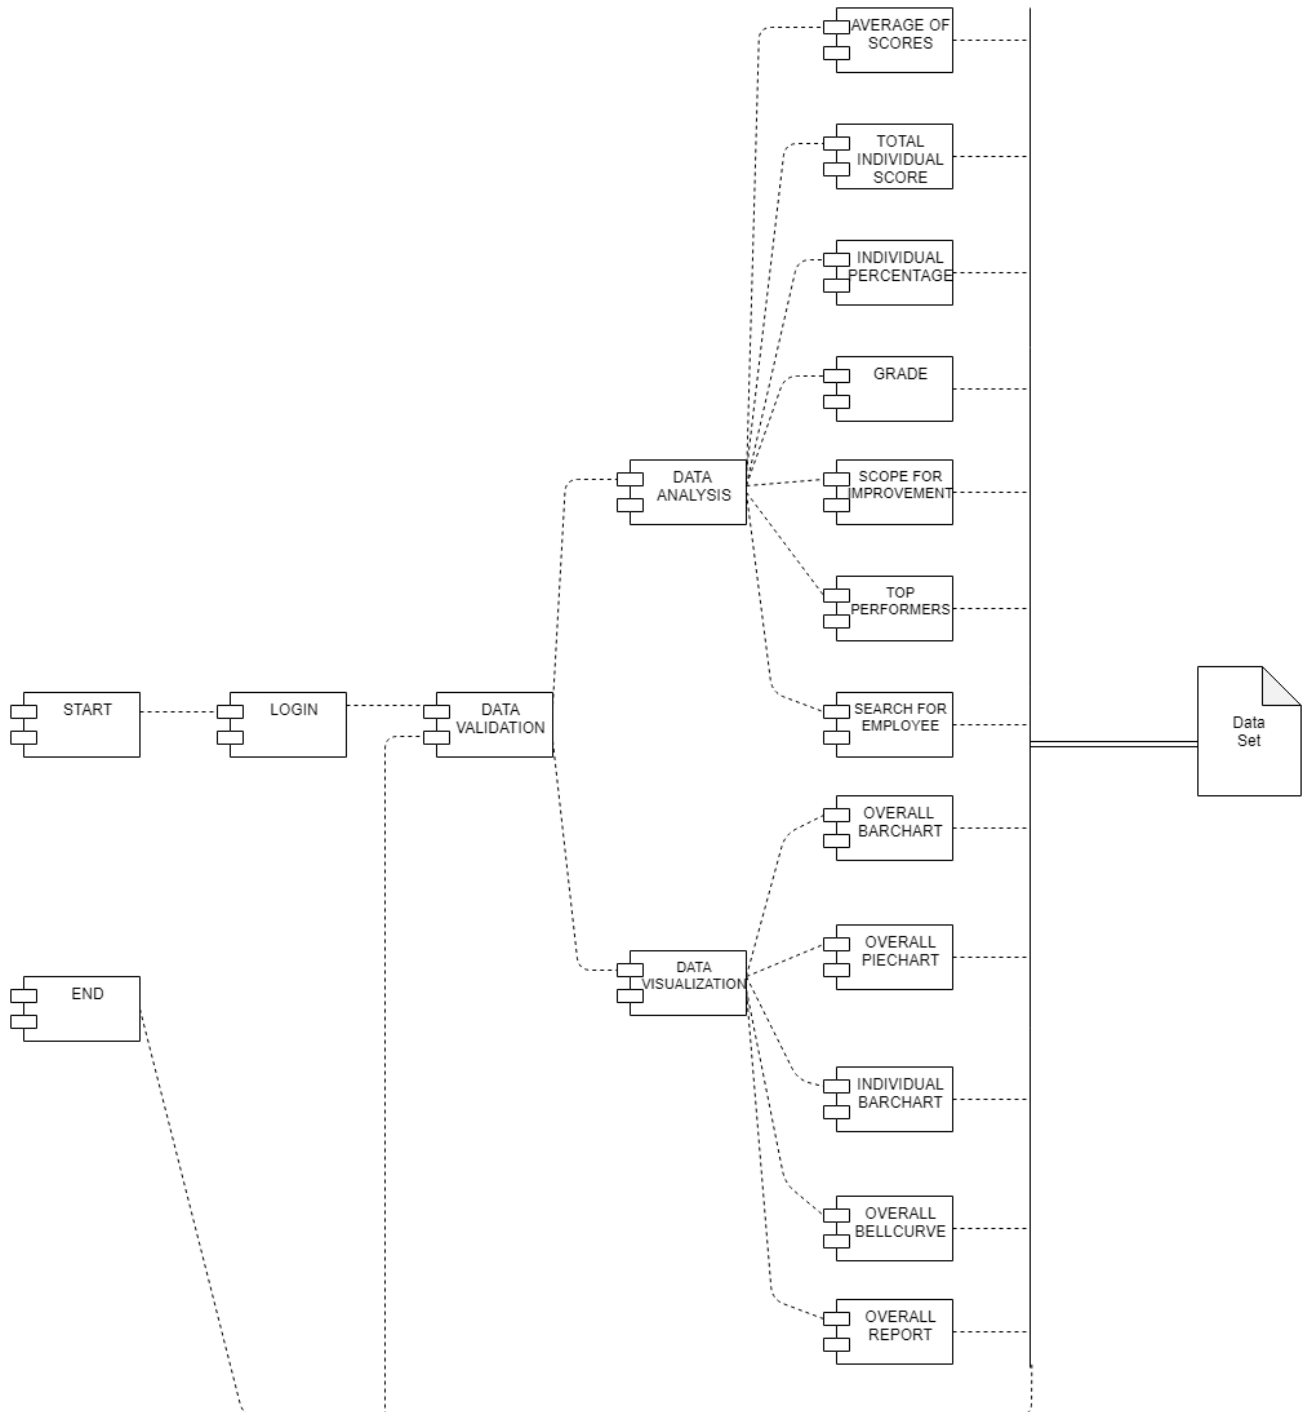 AVERAGE OF
SCORES
TOTAL
INDIVIDUAL
SCORE
INDIVIDUAL
PERCENTAGE
GRADE
DATA
ANALYSIS
SCOPE FOR
IMPROVEMENT
TOP
PERFORMERS
START
LOGIN
DATA
VALIDATION
SEARCH FOR
EMPLOYEE
Data
Set
OVERALL
BARCHART
OVERALL
PIECHART
END
DATA
VISUALIZATION
INDIVIDUAL
BARCHART
OVERALL
BELLCURVE
OVERALL
REPORT